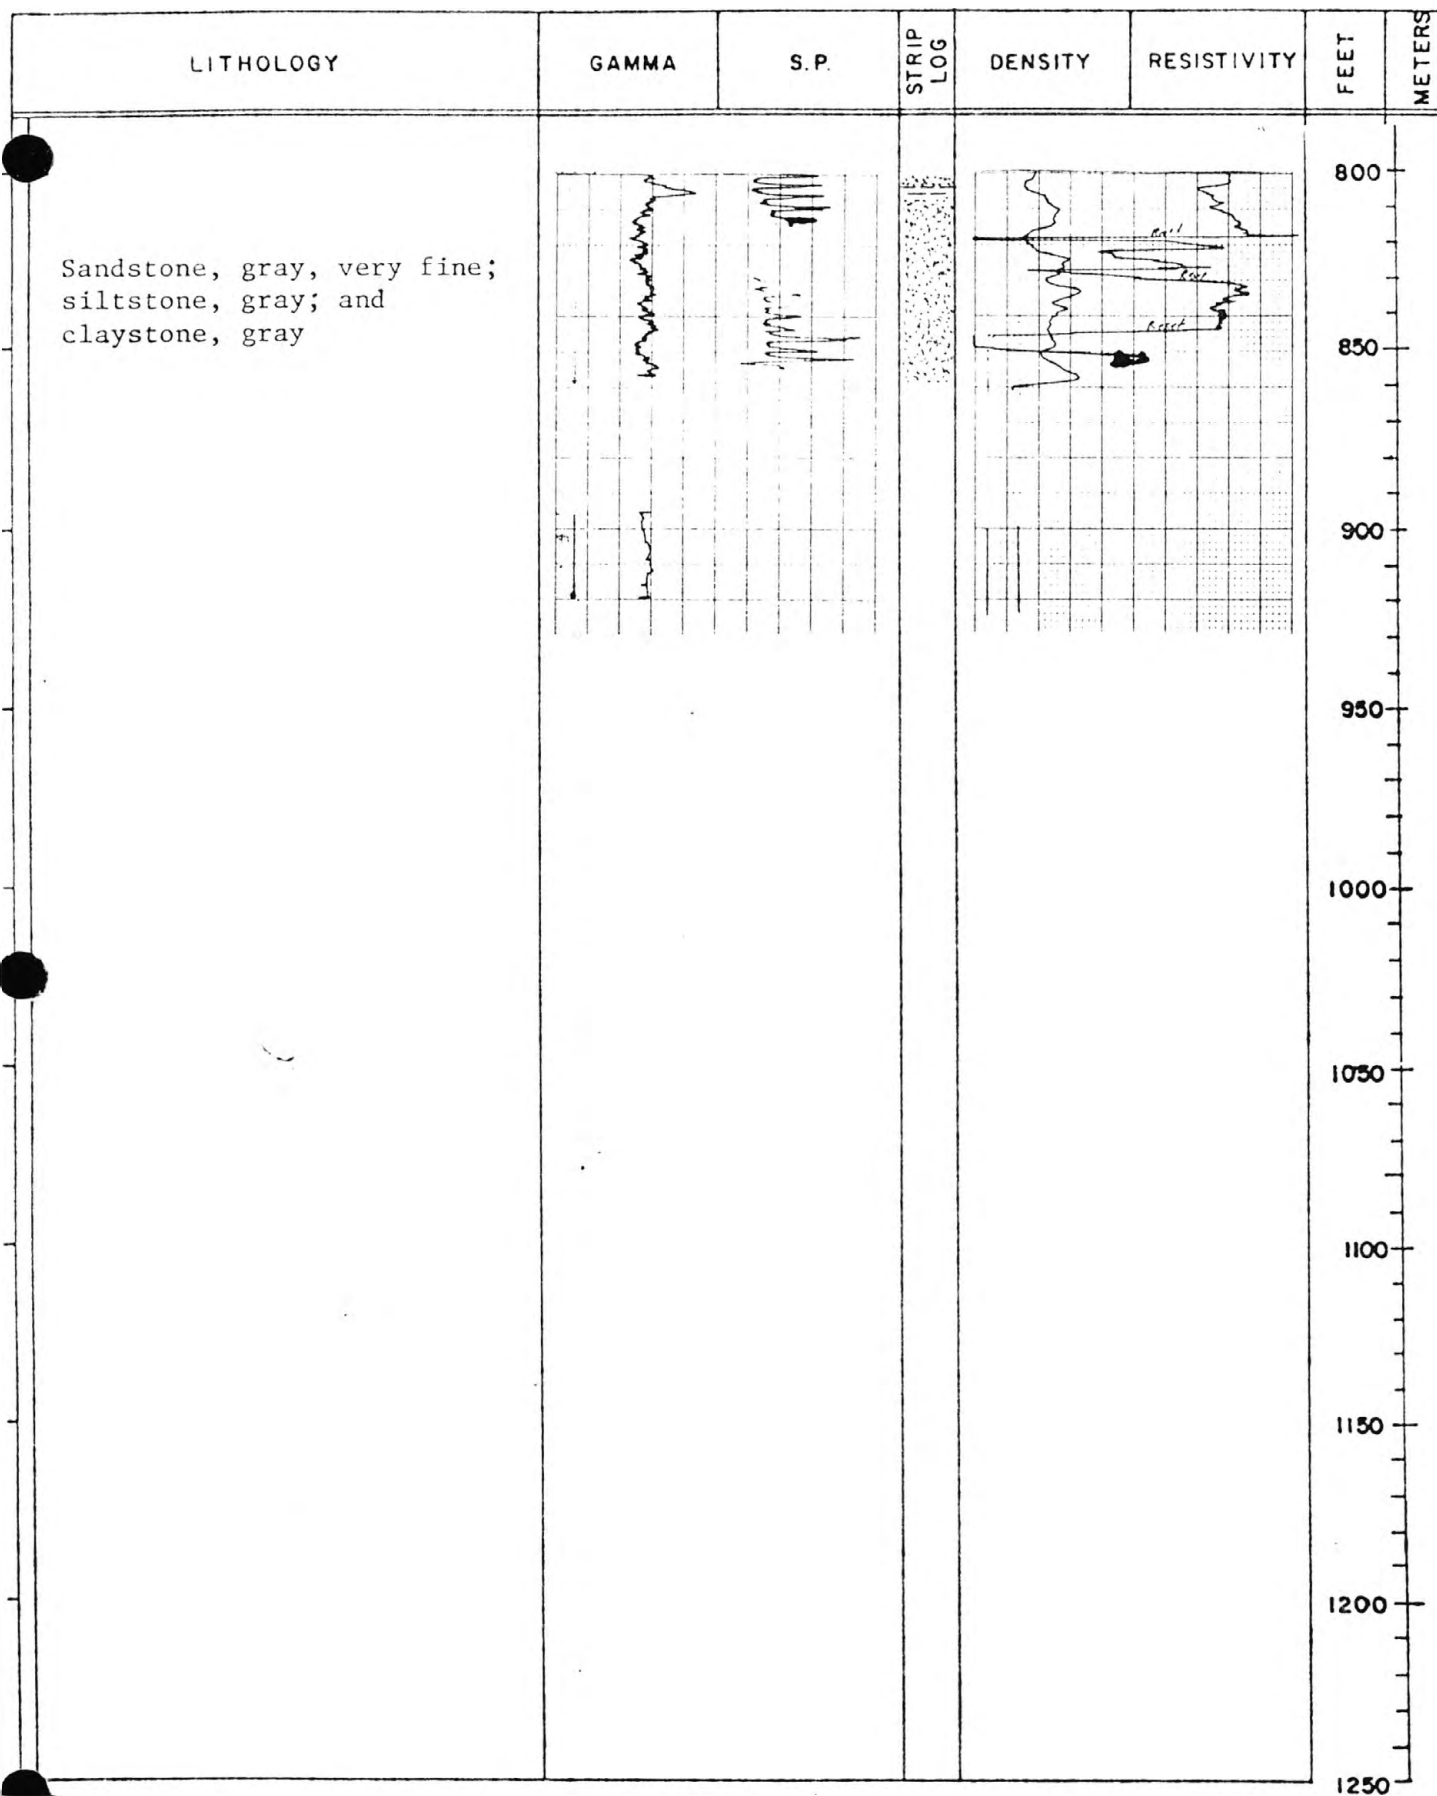 LITHOLOGY GAMMA S.P. STRIP LOG DENSITY RESISTIVITY FEET METERS
Sandstone, gray, very fine;
siltstone, gray; and
claystone, gray
Reset
800
850
900
950
1000
1050
1100
1150
1200
1250